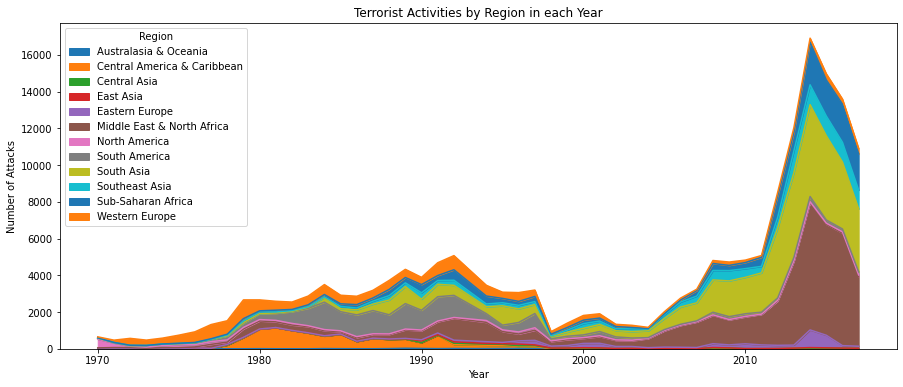 Terrorist Activities by Region in each Year
Number of Attacks
16000
14000
12000
10000
8000
6000
4000
2000
0
Region
Australasia & Oceania
Central America & Caribbean
Central Asia
East Asia
Eastern Europe
Middle East & North Africa
North America
South America
South Asia
Southeast Asia
Sub-Saharan Africa
Western Europe
1970 1980 1990 2000 2010
Year